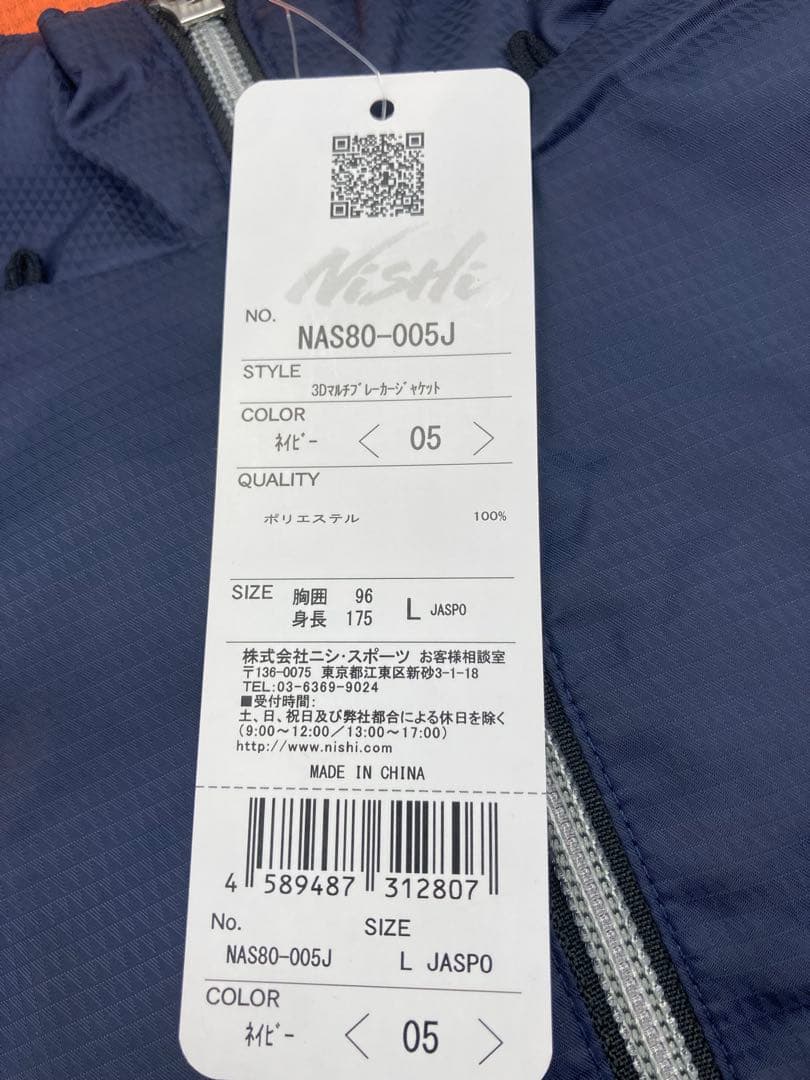 NiSHi
NO.
NAS80-005J
STYLE
3Dﾏﾙﾁﾌﾞﾚｰｶｰｼﾞｬｹｯﾄ
COLOR
ﾈｲﾋﾞｰ < 05 >
QUALITY
ポリエステル 100%
SIZE 胸囲 96 L JASPO
身長 175
株式会社ニシ・スポーツ お客様相談室
〒136-0075 東京都江東区新砂3-1-18
TEL:03-6369-9024
■受付時間:
土、日、祝日及び弊社都合による休日を除く
(9:00~12:00/13:00~17:00)
http://www.nishi.com
MADE IN CHINA
4 589487 312807
No. SIZE
NAS80-005J L JASPO
COLOR
ﾈｲﾋﾞｰ < 05 >